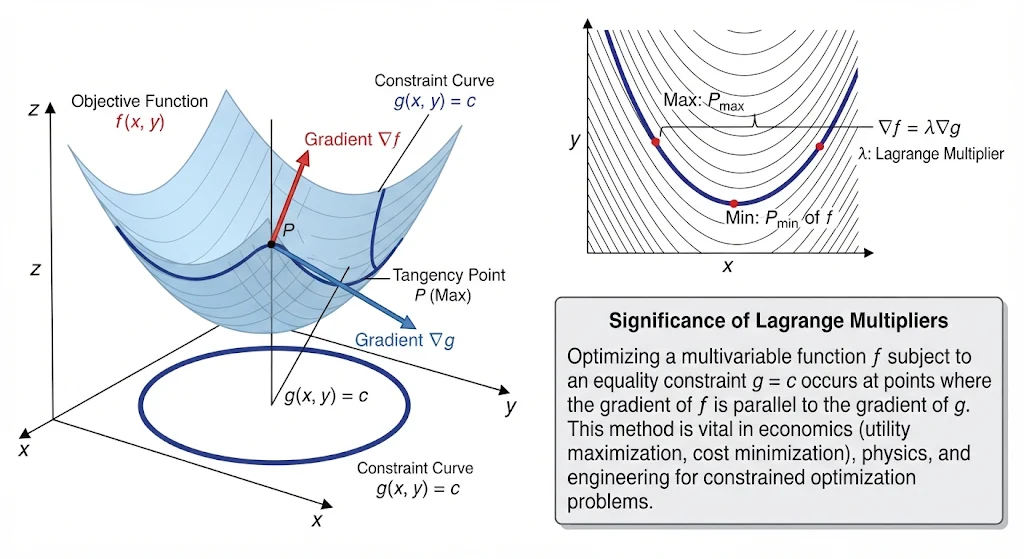 z
Objective Function
f(x, y)
Constraint Curve
g(x, y) = c
Gradient ∇f
P
z
Tangency Point
P (Max)
Gradient ∇g
g(x, y) = c
y
x
Constraint Curve
g(x, y) = c
x
y
Max: Pmax
∇f = λ∇g
λ: Lagrange Multiplier
Min: Pmin of f
x
Significance of Lagrange Multipliers
Optimizing a multivariable function f subject to
an equality constraint g = c occurs at points where
the gradient of f is parallel to the gradient of g.
This method is vital in economics (utility
maximization, cost minimization), physics, and
engineering for constrained optimization
problems.